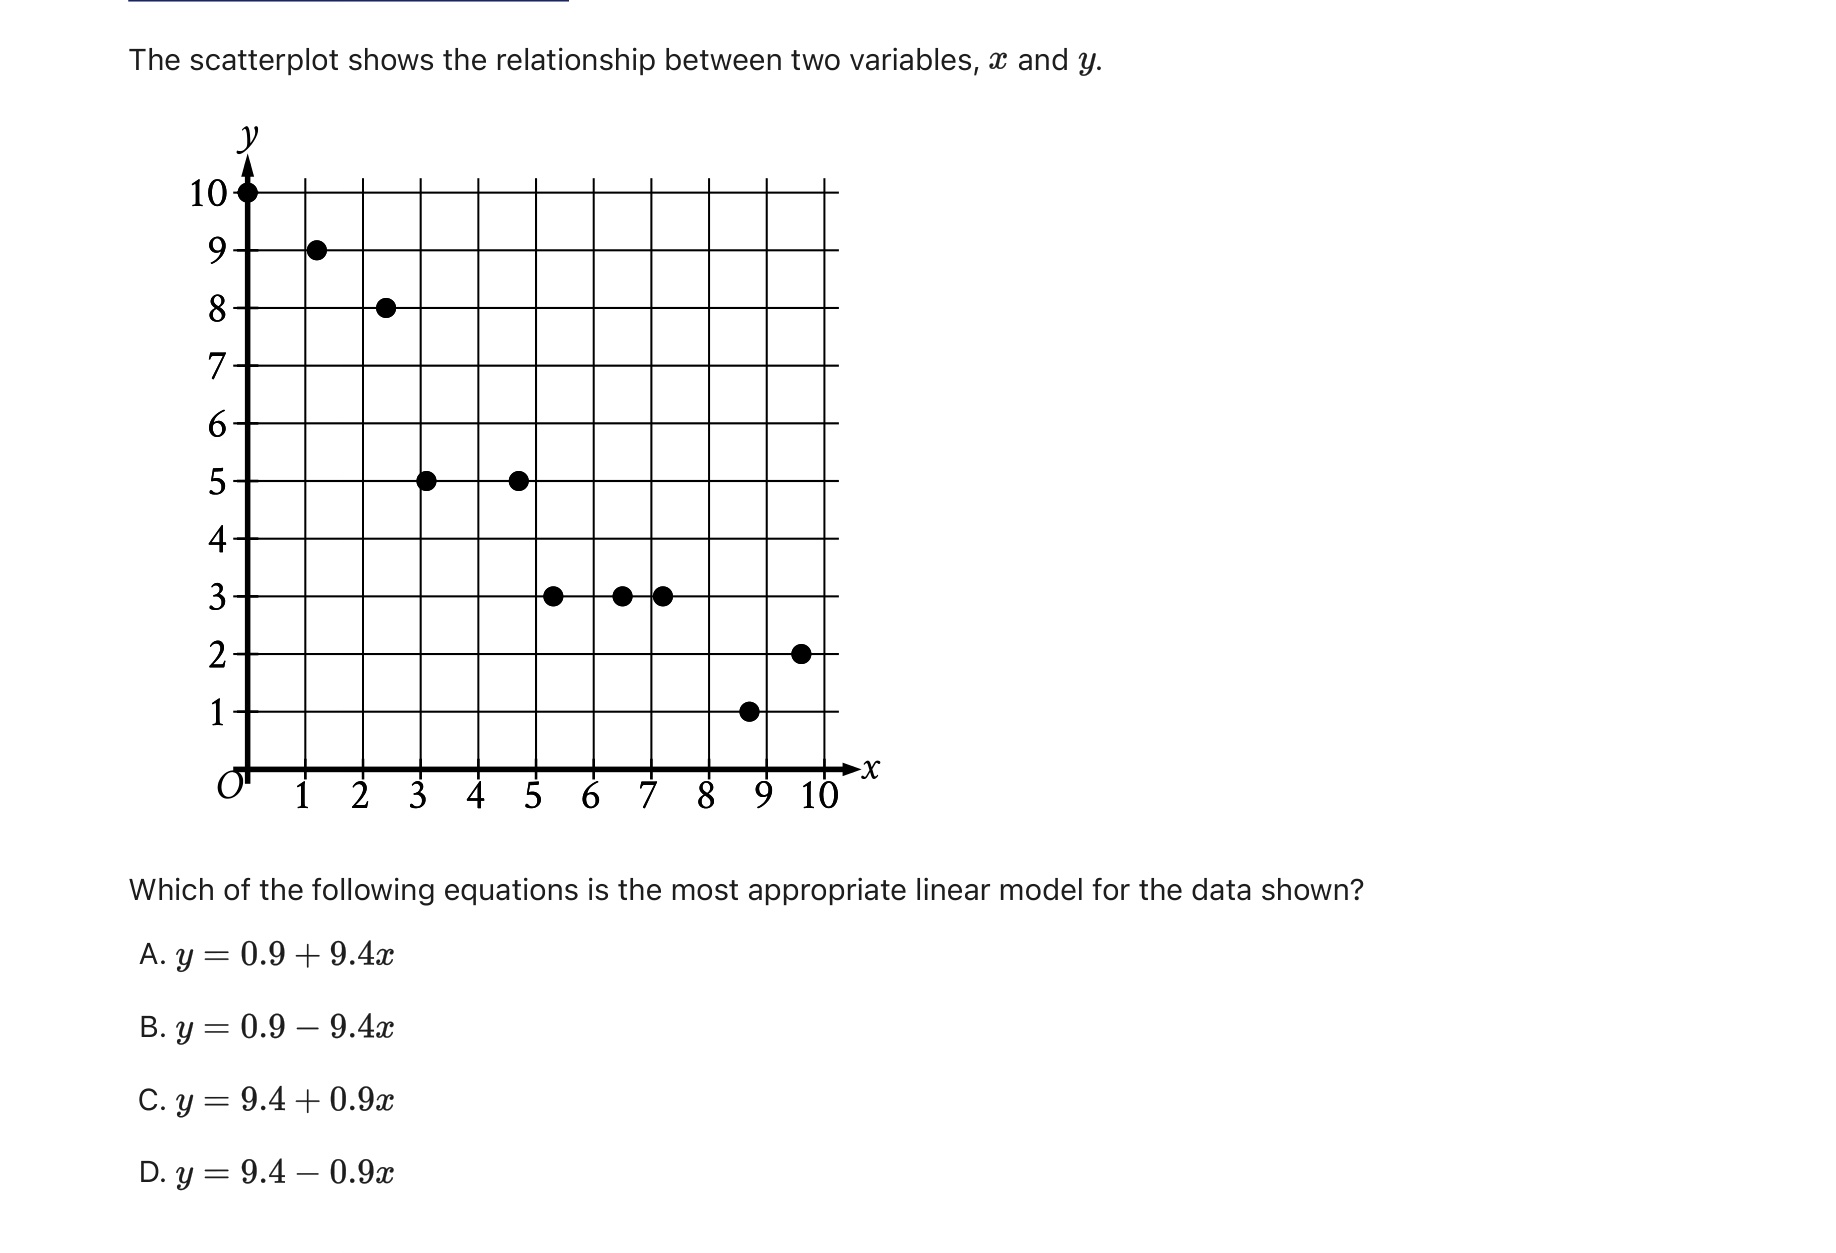 The scatterplot shows the relationship between two variables, x and y.
y
10
9
8
7
6
5
4
3
2
1
O
1 2 3 4 5 6 7 8 9 10
x
Which of the following equations is the most appropriate linear model for the data shown?
A. y = 0.9 + 9.4x
B. y = 0.9 − 9.4x
C. y = 9.4 + 0.9x
D. y = 9.4 − 0.9x